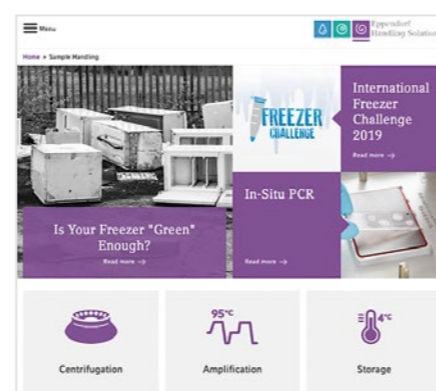 Menu
Eppendorf
Handling Solutions
Home » Sample Handling
Is Your Freezer "Green"
Enough?
Read more →
FREEZER
CHALLENGE
International
Freezer
Challenge
2019
Read more →
In-Situ PCR
Read more →
95°C
4°C
Centrifugation
Amplification
Storage